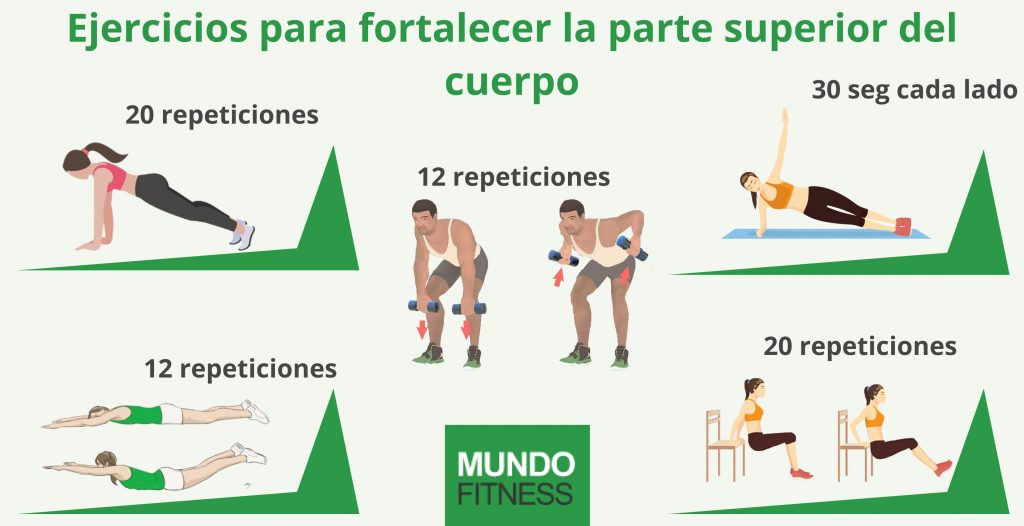 Ejercicios para fortalecer la parte superior del
cuerpo
20 repeticiones
12 repeticiones
30 seg cada lado
12 repeticiones
20 repeticiones
MUNDO
FITNESS